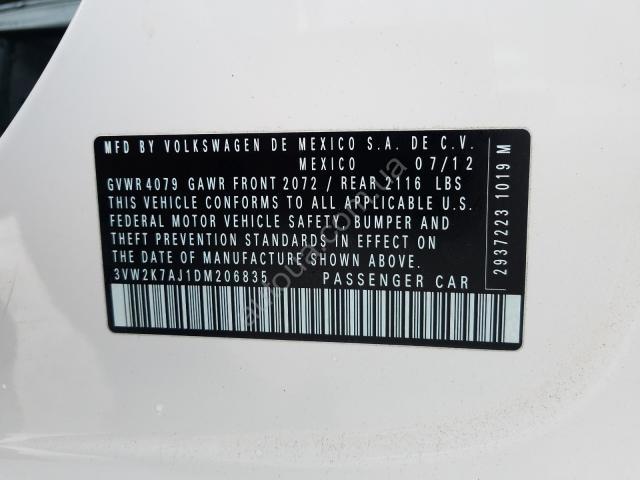 MFD BY VOLKSWAGEN DE MEXICO S.A. DE C.V.
MEXICO 07/12
GVWR 4079 GAWR FRONT 2072 / REAR 2116 LBS
THIS VEHICLE CONFORMS TO ALL APPLICABLE U.S.
FEDERAL MOTOR VEHICLE SAFETY, BUMPER AND
THEFT PREVENTION STANDARDS IN EFFECT ON
THE DATE OF MANUFACTURE SHOWN ABOVE.
3VW2K7AJ1DM206835 PASSENGER CAR
2937223 1019 M